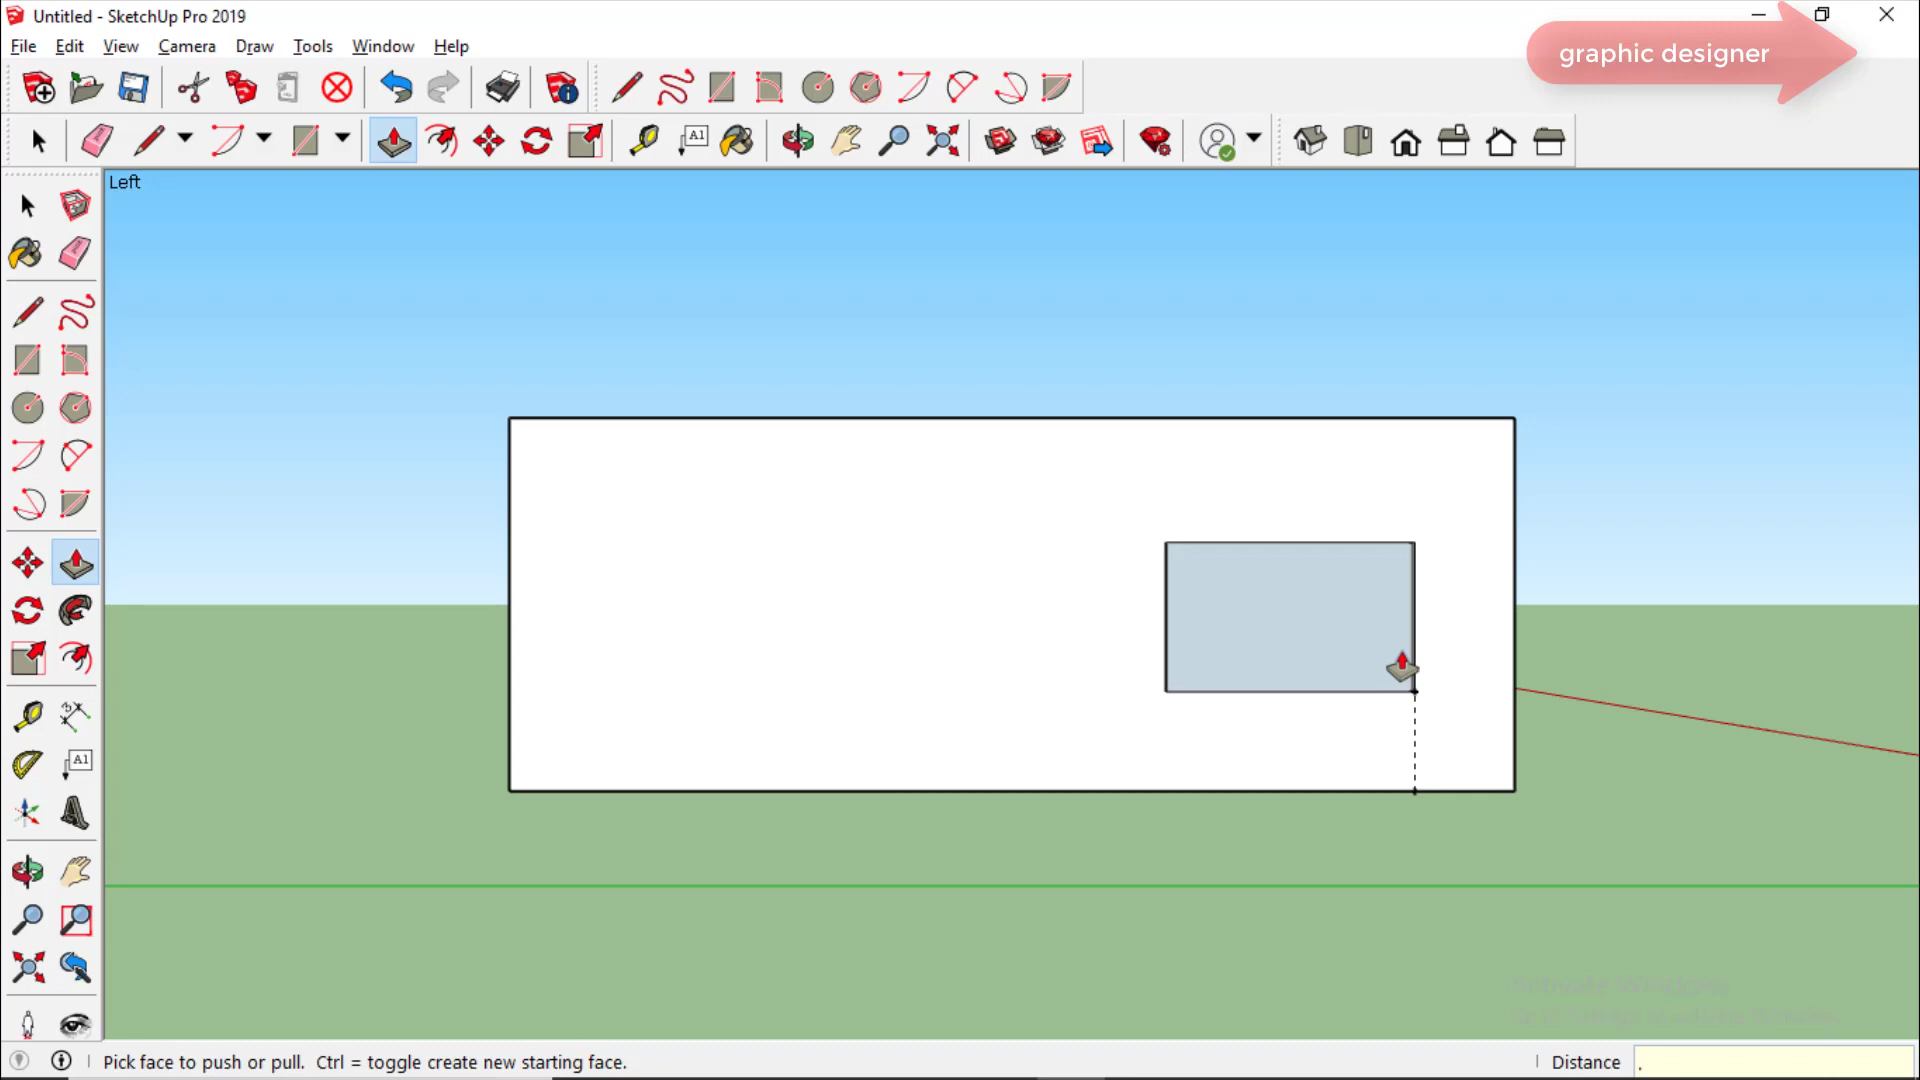 Untitled - SketchUp Pro 2019
graphic designer
File Edit View Camera Draw Tools Window Help
A1
Left
A1
Pick face to push or pull. Ctrl = toggle create new starting face.
Distance